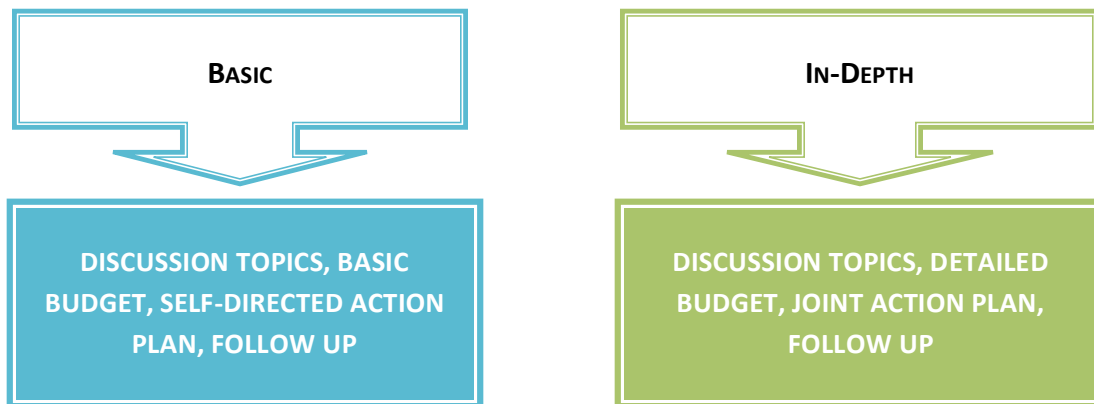 BASIC
IN-DEPTH
DISCUSSION TOPICS, BASIC
BUDGET, SELF-DIRECTED ACTION
PLAN, FOLLOW UP
DISCUSSION TOPICS, DETAILED
BUDGET, JOINT ACTION PLAN,
FOLLOW UP